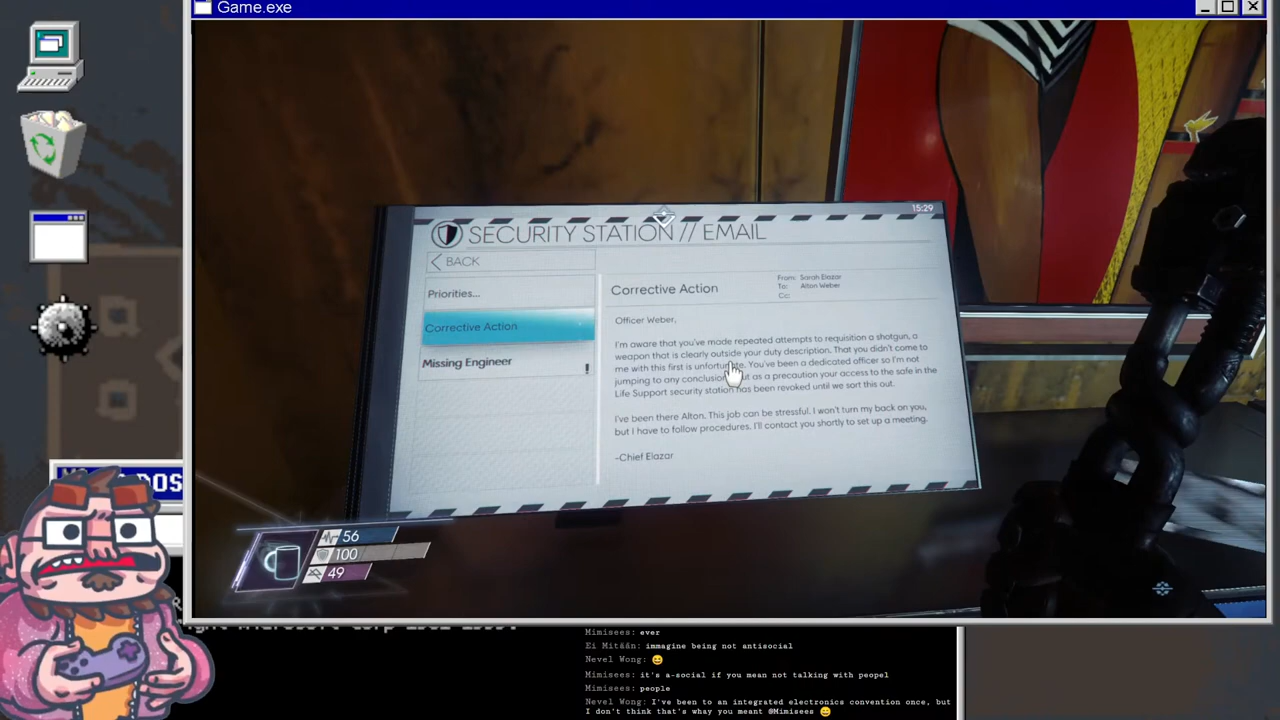 Game.exe
15:29
SECURITY STATION // EMAIL
BACK
Priorities...
Corrective Action
Missing Engineer
!
Corrective Action
From: Sarah Elazar
To: Alton Weber
Cc:
Officer Weber,
I'm aware that you've made repeated attempts to requisition a shotgun, a
weapon that is clearly outside your duty description. That you didn't come to
me with this first is unfortunate. You've been a dedicated officer so I'm not
jumping to any conclusions but as a precaution your access to the safe in the
Life Support security station has been revoked until we sort this out.
I've been there Alton. This job can be stressful. I won't turn my back on you,
but I have to follow procedures. I'll contact you shortly to set up a meeting.
-Chief Elazar
56
100
49
DOS
Microsoft Corp
Mimisees: ever
Ei Mitään: immagine being not antisocial
Nevel Wong: 😄
Mimisees: it's a-social if you mean not talking with peopel
Mimisees: people
Nevel Wong: I've been to an integrated electronics convention once, but
I don't think that's whay you meant @Mimisees 😄